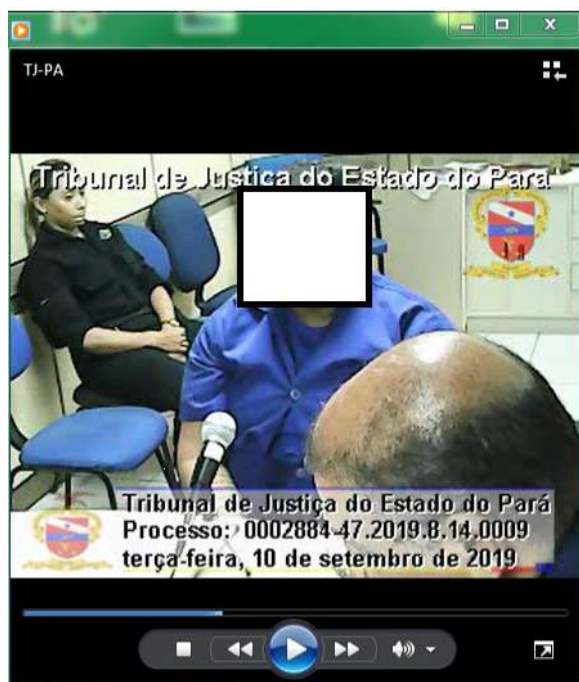 TJ-PA
Tribunal de Justiça do Estado do Pará
Tribunal de Justiça do Estado do Pará
Processo: 0002884-47.2019.8.14.0009
terça-feira, 10 de setembro de 2019